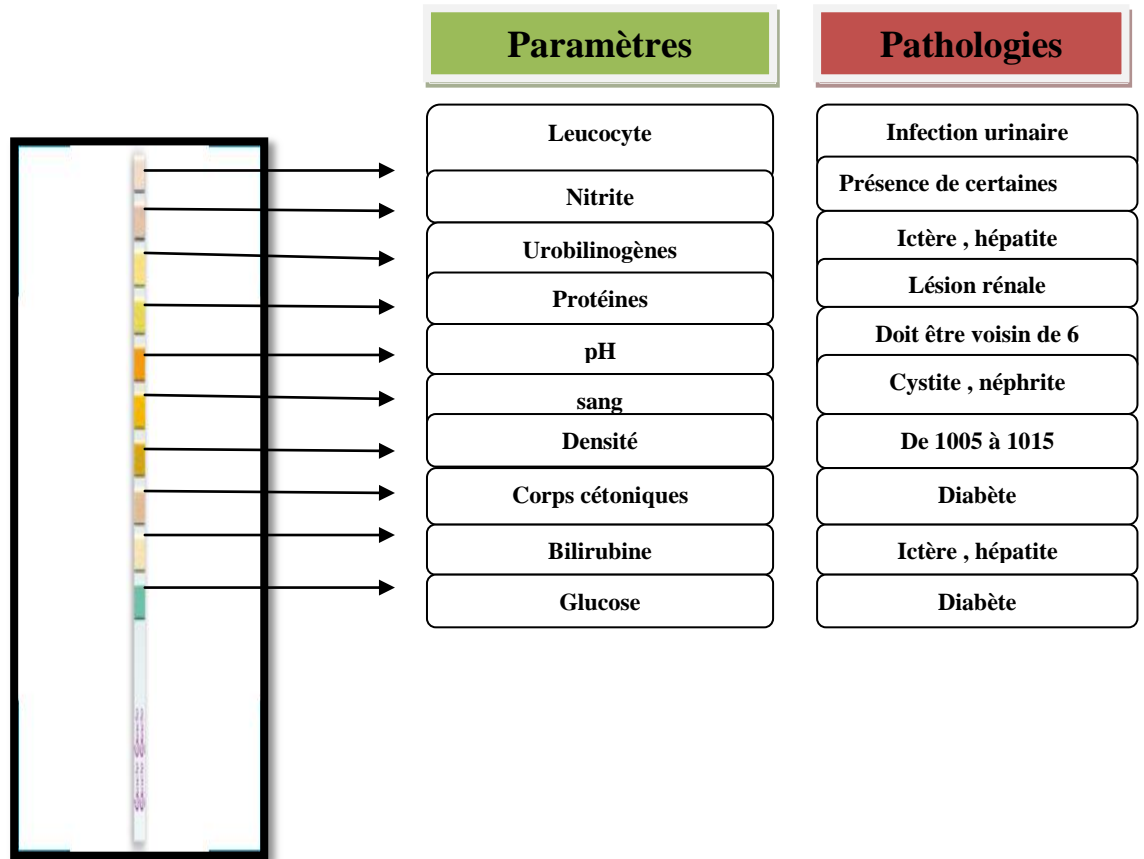 Paramètres Pathologies
Leucocyte Infection urinaire
Nitrite Présence de certaines
Urobilinogènes Ictère , hépatite
Protéines Lésion rénale
pH Doit être voisin de 6
sang Cystite , néphrite
Densité De 1005 à 1015
Corps cétoniques Diabète
Bilirubine Ictère , hépatite
Glucose Diabète